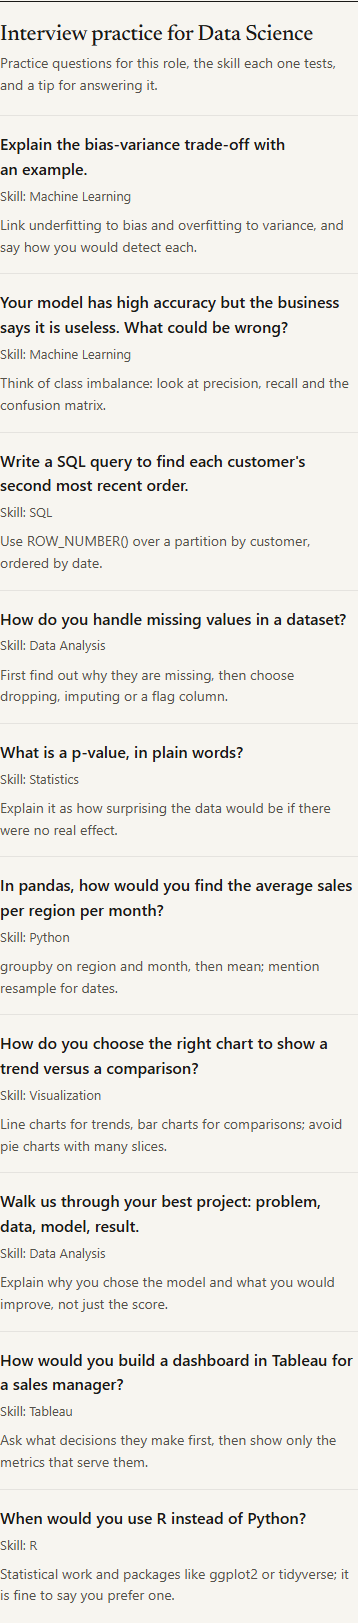 Interview practice for Data Science
Practice questions for this role, the skill each one tests,
and a tip for answering it.
Explain the bias-variance trade-off with
an example.
Skill: Machine Learning
Link underfitting to bias and overfitting to variance, and
say how you would detect each.
Your model has high accuracy but the business
says it is useless. What could be wrong?
Skill: Machine Learning
Think of class imbalance: look at precision, recall and the
confusion matrix.
Write a SQL query to find each customer's
second most recent order.
Skill: SQL
Use ROW_NUMBER() over a partition by customer,
ordered by date.
How do you handle missing values in a dataset?
Skill: Data Analysis
First find out why they are missing, then choose
dropping, imputing or a flag column.
What is a p-value, in plain words?
Skill: Statistics
Explain it as how surprising the data would be if there
were no real effect.
In pandas, how would you find the average sales
per region per month?
Skill: Python
groupby on region and month, then mean; mention
resample for dates.
How do you choose the right chart to show a
trend versus a comparison?
Skill: Visualization
Line charts for trends, bar charts for comparisons; avoid
pie charts with many slices.
Walk us through your best project: problem,
data, model, result.
Skill: Data Analysis
Explain why you chose the model and what you would
improve, not just the score.
How would you build a dashboard in Tableau for
a sales manager?
Skill: Tableau
Ask what decisions they make first, then show only the
metrics that serve them.
When would you use R instead of Python?
Skill: R
Statistical work and packages like ggplot2 or tidyverse; it
is fine to say you prefer one.